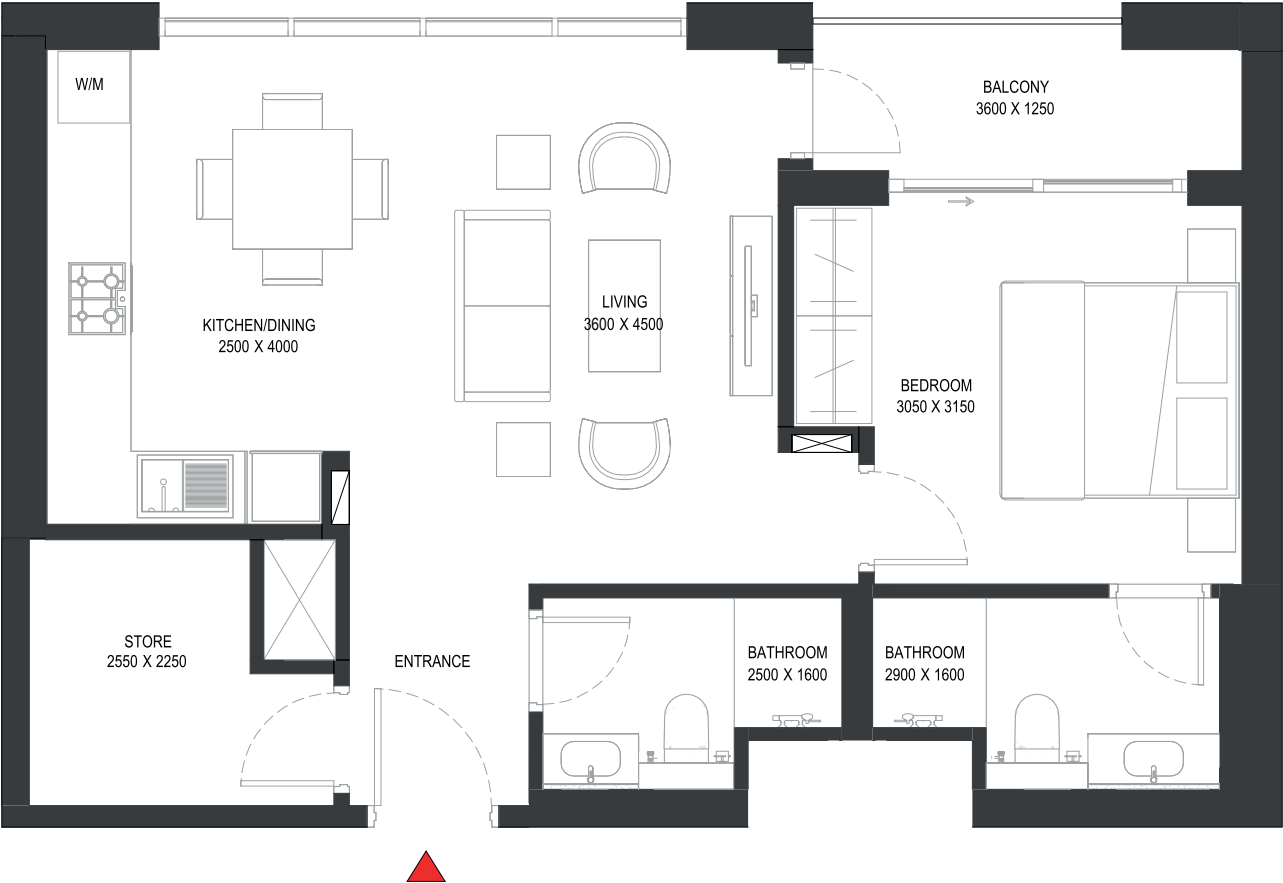 W/M
BALCONY
3600 X 1250
LIVING
3600 X 4500
KITCHEN/DINING
2500 X 4000
BEDROOM
3050 X 3150
STORE
2550 X 2250
ENTRANCE
BATHROOM
2500 X 1600
BATHROOM
2900 X 1600